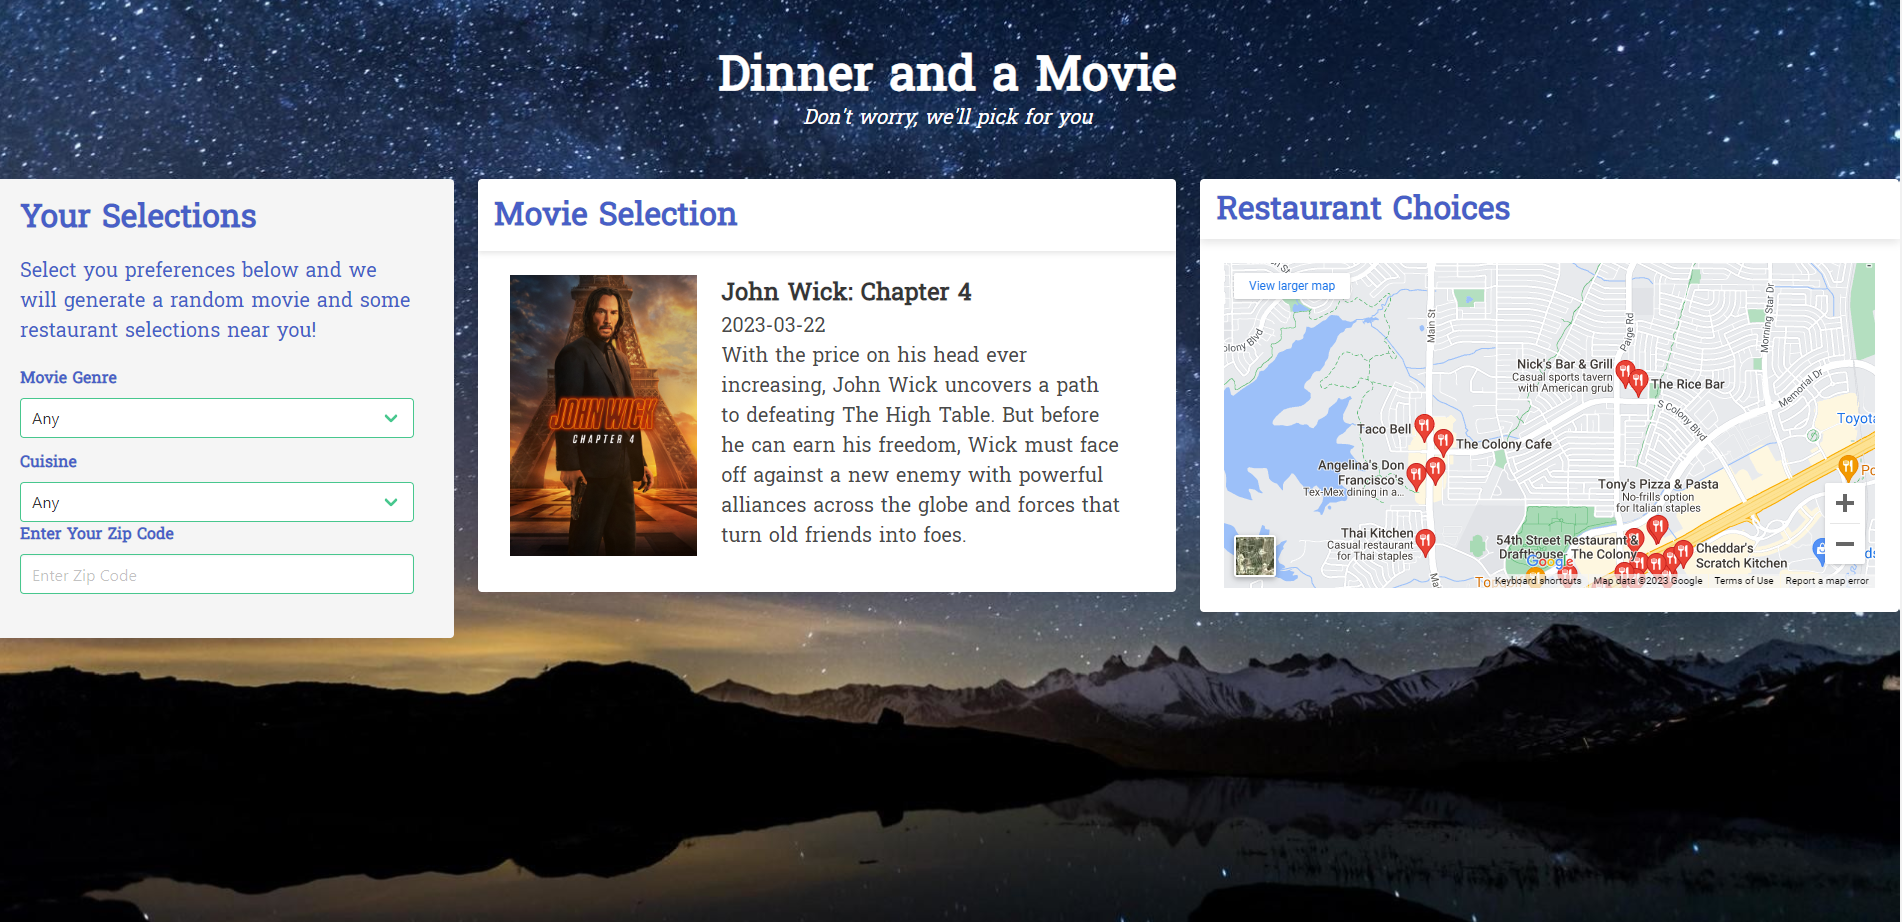 Dinner and a Movie
Don't worry, we'll pick for you
Your Selections
Select you preferences below and we
will generate a random movie and some
restaurant selections near you!
Movie Genre
Any
Cuisine
Any
Enter Your Zip Code
Enter Zip Code
Movie Selection
JOHN WICK
CHAPTER 4
John Wick: Chapter 4
2023-03-22
With the price on his head ever
increasing, John Wick uncovers a path
to defeating The High Table. But before
he can earn his freedom, Wick must face
off against a new enemy with powerful
alliances across the globe and forces that
turn old friends into foes.
Restaurant Choices
View larger map
Main St
Paige Rd
Morning Star Dr
Nick's Bar & Grill
Casual sports tavern
with American grub
The Rice Bar
Memorial Dr
S Colony Blvd
Taco Bell
The Colony Cafe
Angelina's Don
Francisco's
Tex-Mex dining in a...
Tony's Pizza & Pasta
No-frills option
for Italian staples
Thai Kitchen
Casual restaurant
for Thai staples
54th Street Restaurant &
Drafthouse- The Colony
Cheddar's
Scratch Kitchen
Google
Keyboard shortcuts
Map data ©2023 Google
Terms of Use
Report a map error